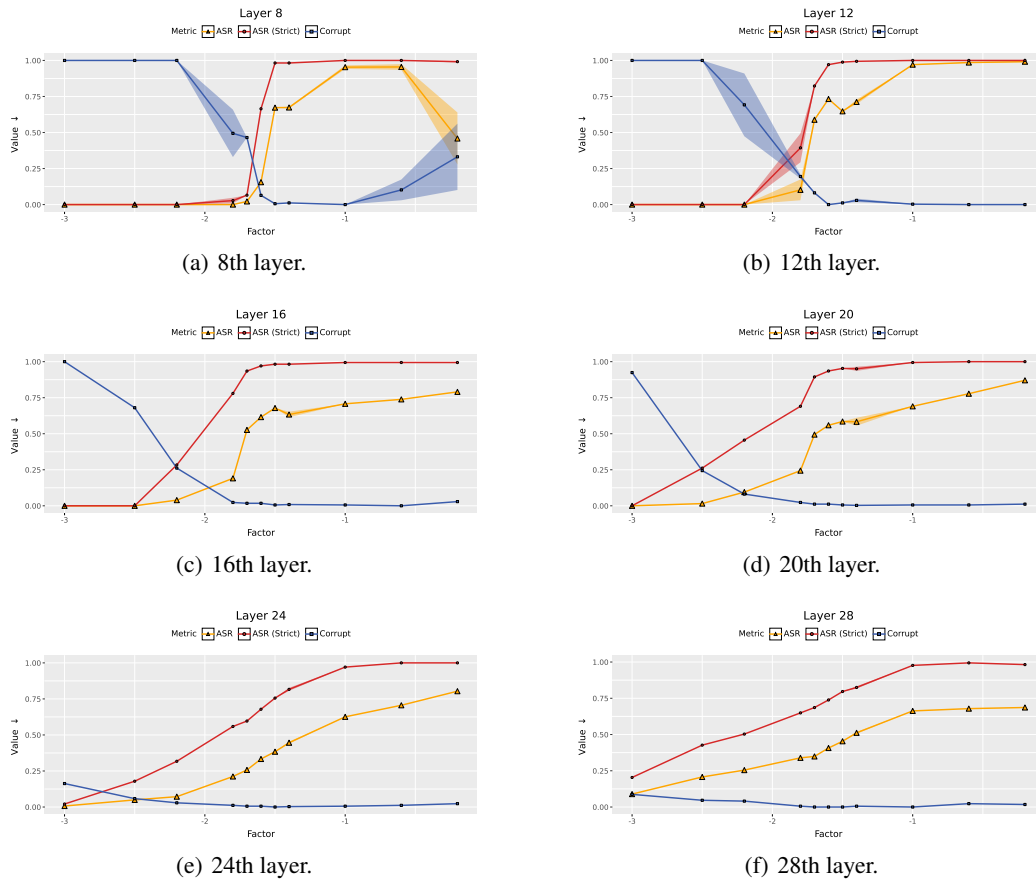 Layer 8
Metric ASR ASR (Strict) Corrupt
1.00
0.75
0.50
0.25
0.00
Value ↓
-3 -2 -1
Factor
(a) 8th layer.
Layer 12
Metric ASR ASR (Strict) Corrupt
1.00
0.75
0.50
0.25
0.00
Value ↓
-3 -2 -1
Factor
(b) 12th layer.
Layer 16
Metric ASR ASR (Strict) Corrupt
1.00
0.75
0.50
0.25
0.00
Value ↓
-3 -2 -1
Factor
(c) 16th layer.
Layer 20
Metric ASR ASR (Strict) Corrupt
1.00
0.75
0.50
0.25
0.00
Value ↓
-3 -2 -1
Factor
(d) 20th layer.
Layer 24
Metric ASR ASR (Strict) Corrupt
1.00
0.75
0.50
0.25
0.00
Value ↓
-3 -2 -1
Factor
(e) 24th layer.
Layer 28
Metric ASR ASR (Strict) Corrupt
1.00
0.75
0.50
0.25
0.00
Value ↓
-3 -2 -1
Factor
(f) 28th layer.